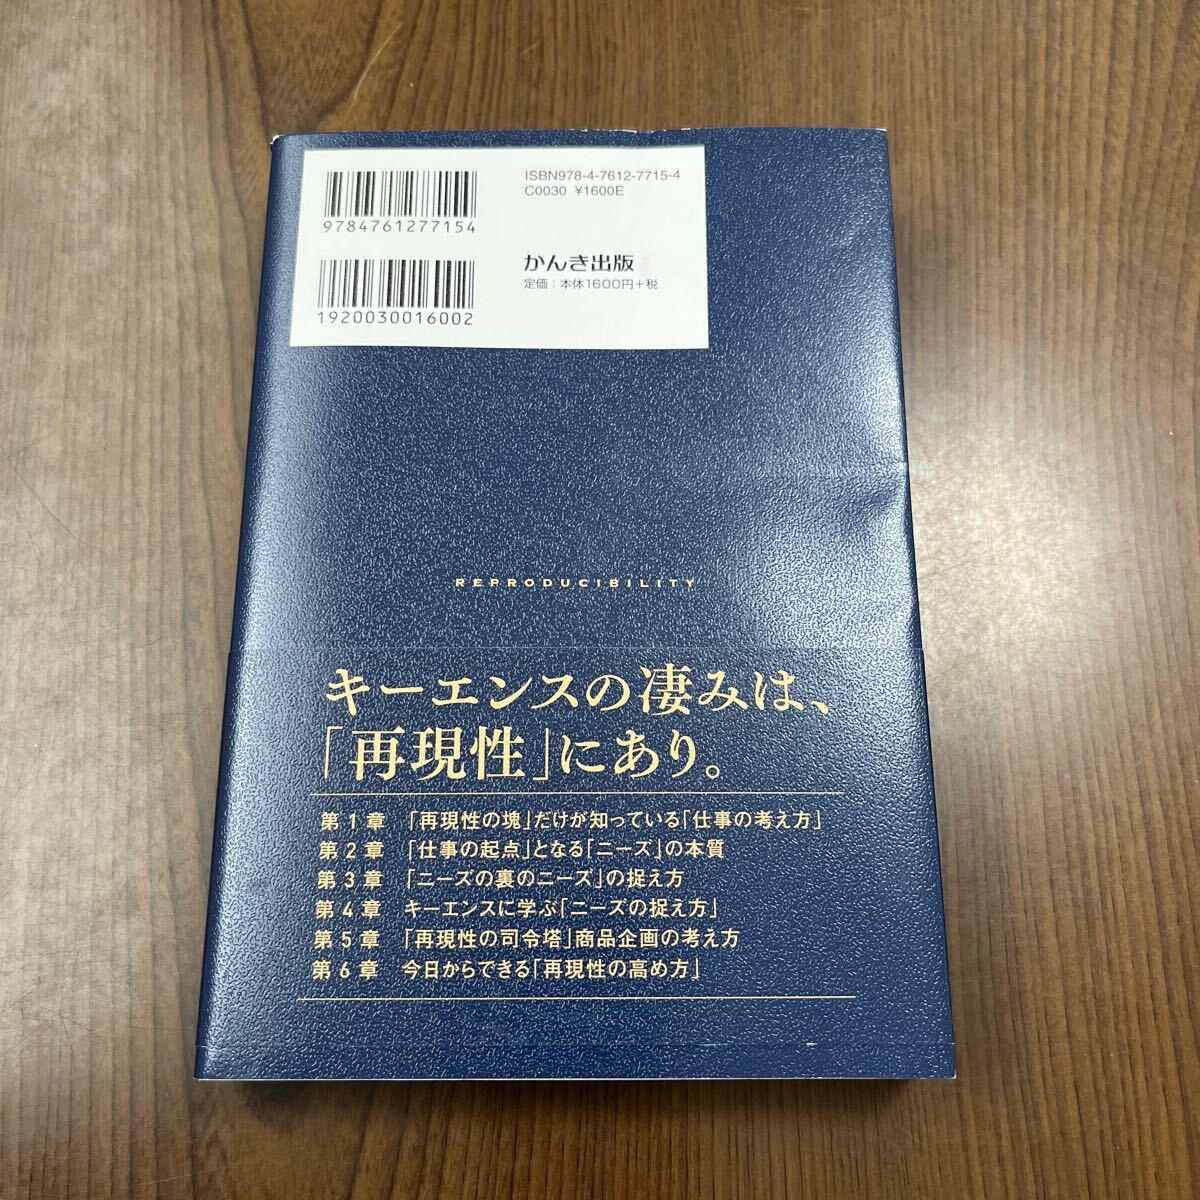 9784761277154
ISBN978-4-7612-7715-4
C0030 ¥1600E
1920030016002
かんき出版
定価：本体1600円+税
REPRODUCIBILITY
キーエンスの凄みは、
「再現性」にあり。
第1章 「再現性の塊」だけが知っている「仕事の考え方」
第2章 「仕事の起点」となる「ニーズ」の本質
第3章 「ニーズの裏のニーズ」の捉え方
第4章 キーエンスに学ぶ「ニーズの捉え方」
第5章 「再現性の司令塔」商品企画の考え方
第6章 今日からできる「再現性の高め方」